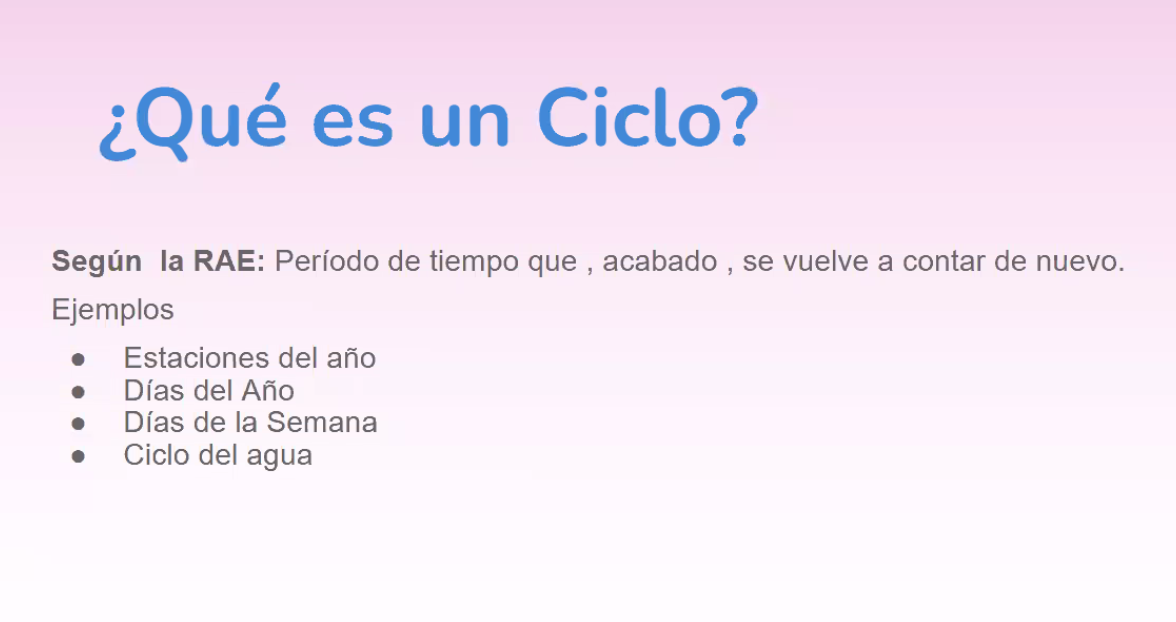 ¿Qué es un Ciclo?
Según la RAE: Período de tiempo que , acabado , se vuelve a contar de nuevo.
Ejemplos
● Estaciones del año
● Días del Año
● Días de la Semana
● Ciclo del agua